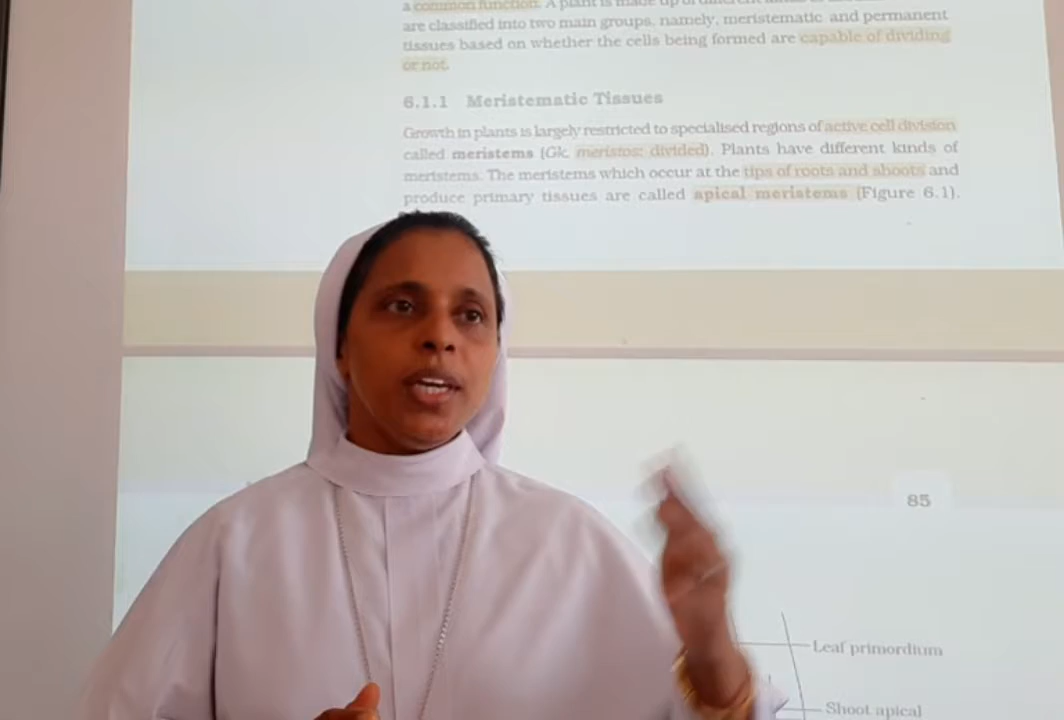 a common function. A plant is made up of different kinds of
are classified into two main groups, namely, meristematic and permanent
tissues based on whether the cells being formed are capable of dividing
or not.
6.1.1 Meristematic Tissues
Growth in plants is largely restricted to specialised regions of active cell division
called meristems (Gk. meristos: divided). Plants have different kinds of
meristems. The meristems which occur at the tips of roots and shoots and
produce primary tissues are called apical meristems (Figure 6.1).
85
Leaf primordium
Shoot apical